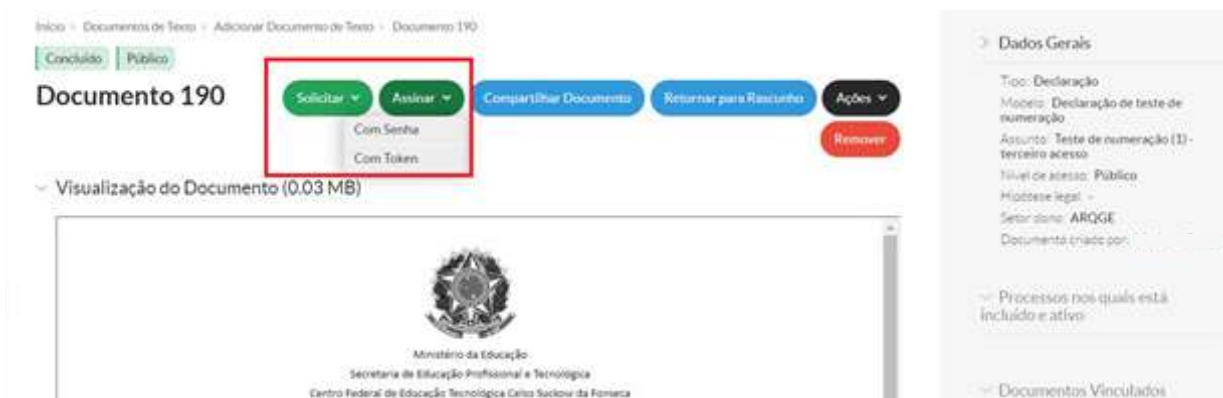 Início » Documentos de Texto » Adicionar Documento de Texto » Documento 190
Concluído Público
Documento 190
Solicitar Assinar Compartilhar Documento Retornar para Rascunho Ações
Com Senha
Remover
Com Token
Visualização do Documento (0.03 MB)
Ministério da Educação
Secretaria de Educação Profissional e Tecnológica
Centro Federal de Educação Tecnológica Celso Suckow da Fonseca
Dados Gerais
Tipo: Declaração
Modelo: Declaração de teste de
numeração
Assunto: Teste de numeração (1) -
terceiro acesso
Nível de acesso: Público
Hipótese legal: -
Setor dono: ARQGE
Documento criado por:
Processos nos quais está
incluído e ativo
Documentos Vinculados